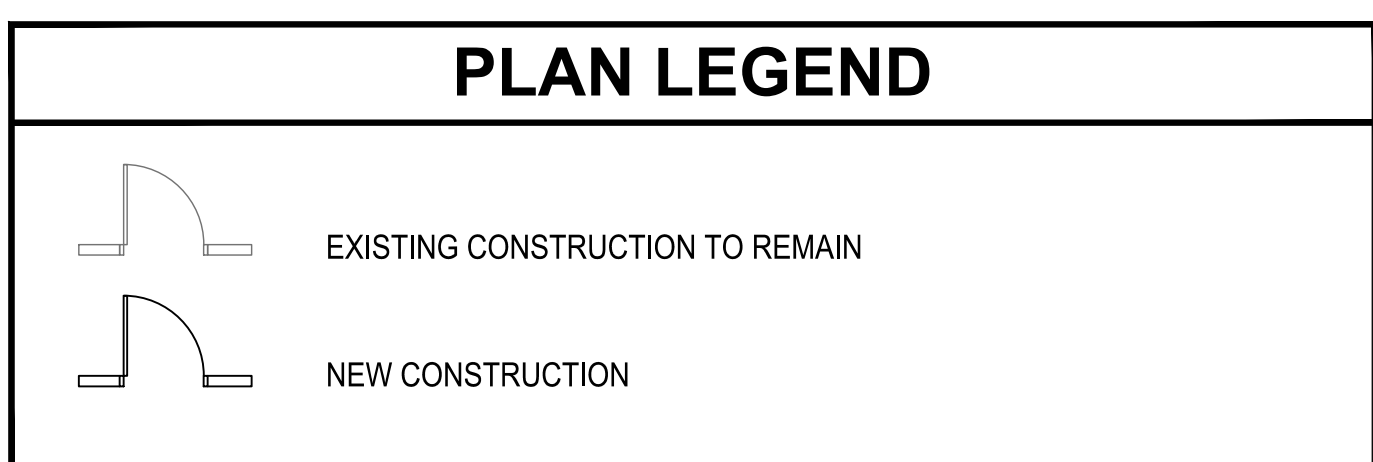 PLAN LEGEND
EXISTING CONSTRUCTION TO REMAIN
NEW CONSTRUCTION